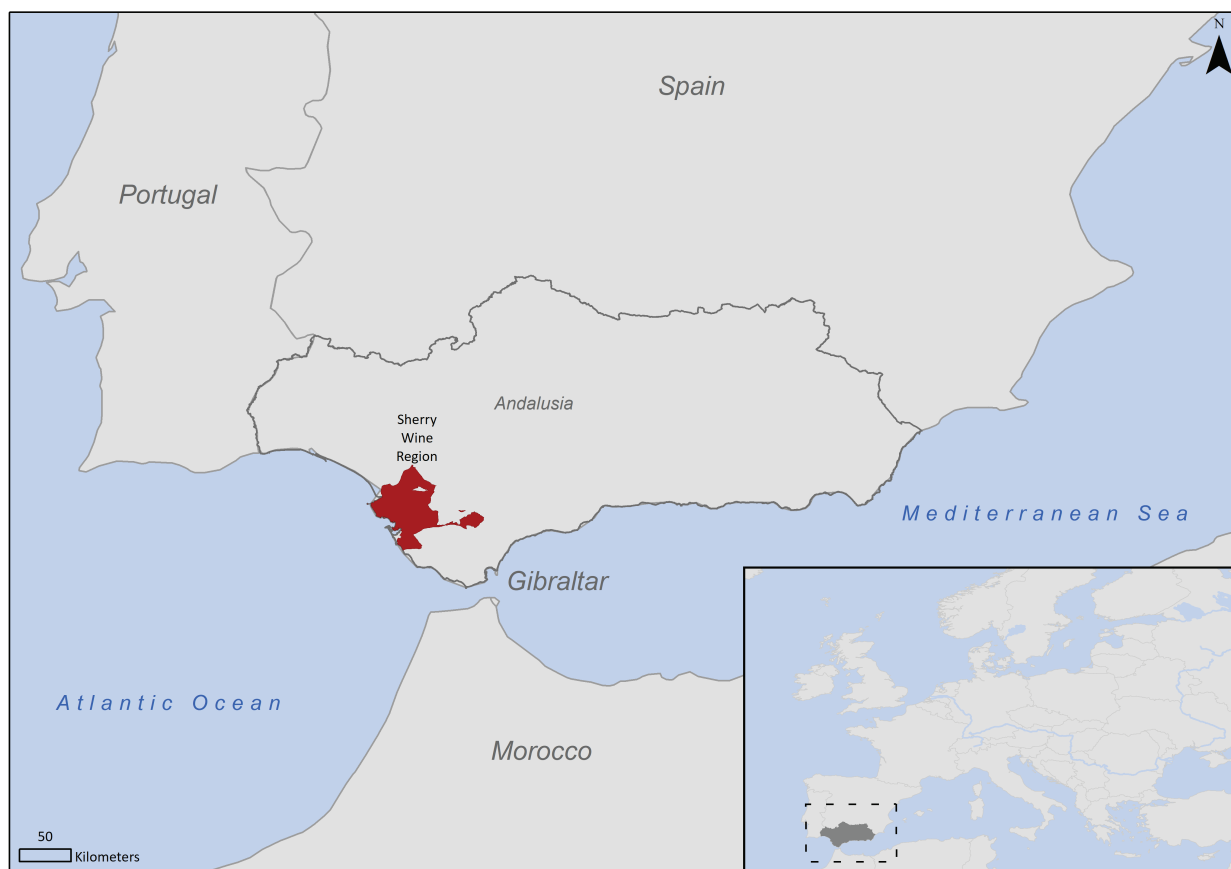 N
Spain
Portugal
Andalusia
Sherry
Wine
Region
Mediterranean Sea
Gibraltar
Atlantic Ocean
Morocco
50
Kilometers